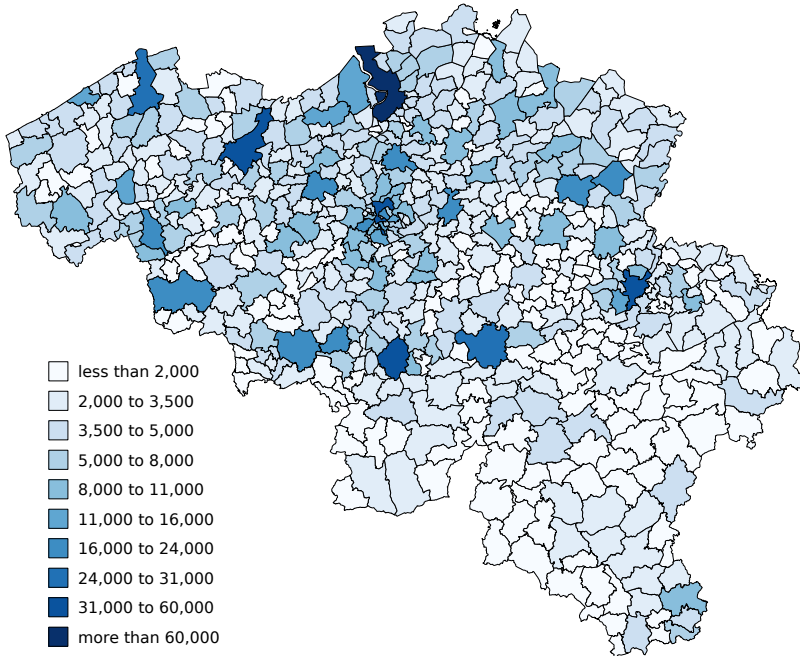 less than 2,000
2,000 to 3,500
3,500 to 5,000
5,000 to 8,000
8,000 to 11,000
11,000 to 16,000
16,000 to 24,000
24,000 to 31,000
31,000 to 60,000
more than 60,000